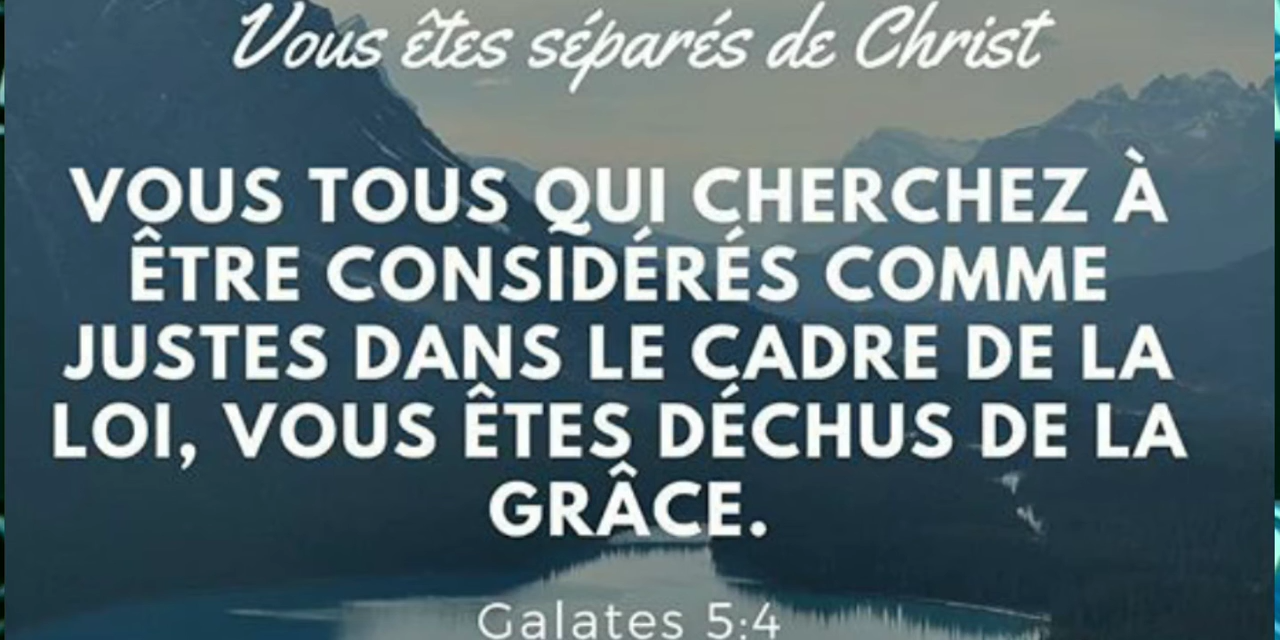 Vous êtes séparés de Christ
VOUS TOUS QUI CHERCHEZ À
ÊTRE CONSIDÉRÉS COMME
JUSTES DANS LE CADRE DE LA
LOI, VOUS ÊTES DÉCHUS DE LA
GRÂCE.
Galates 5:4